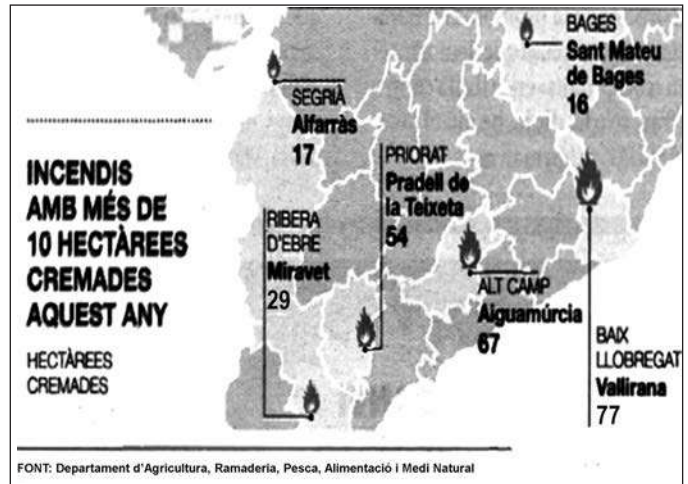 INCENDIS
AMB MÉS DE
10 HECTÀREES
CREMADES
AQUEST ANY
HECTÀREES
CREMADES
SEGRIÀ
Alfarràs
17
BAGES
Sant Mateu
de Bages
16
PRIORAT
Pradell de
la Teixeta
54
RIBERA
D'EBRE
Miravet
29
ALT CAMP
Aiguamúrcia
67
BAIX
LLOBREGAT
Vallirana
77
FONT: Departament d'Agricultura, Ramaderia, Pesca, Alimentació i Medi Natural